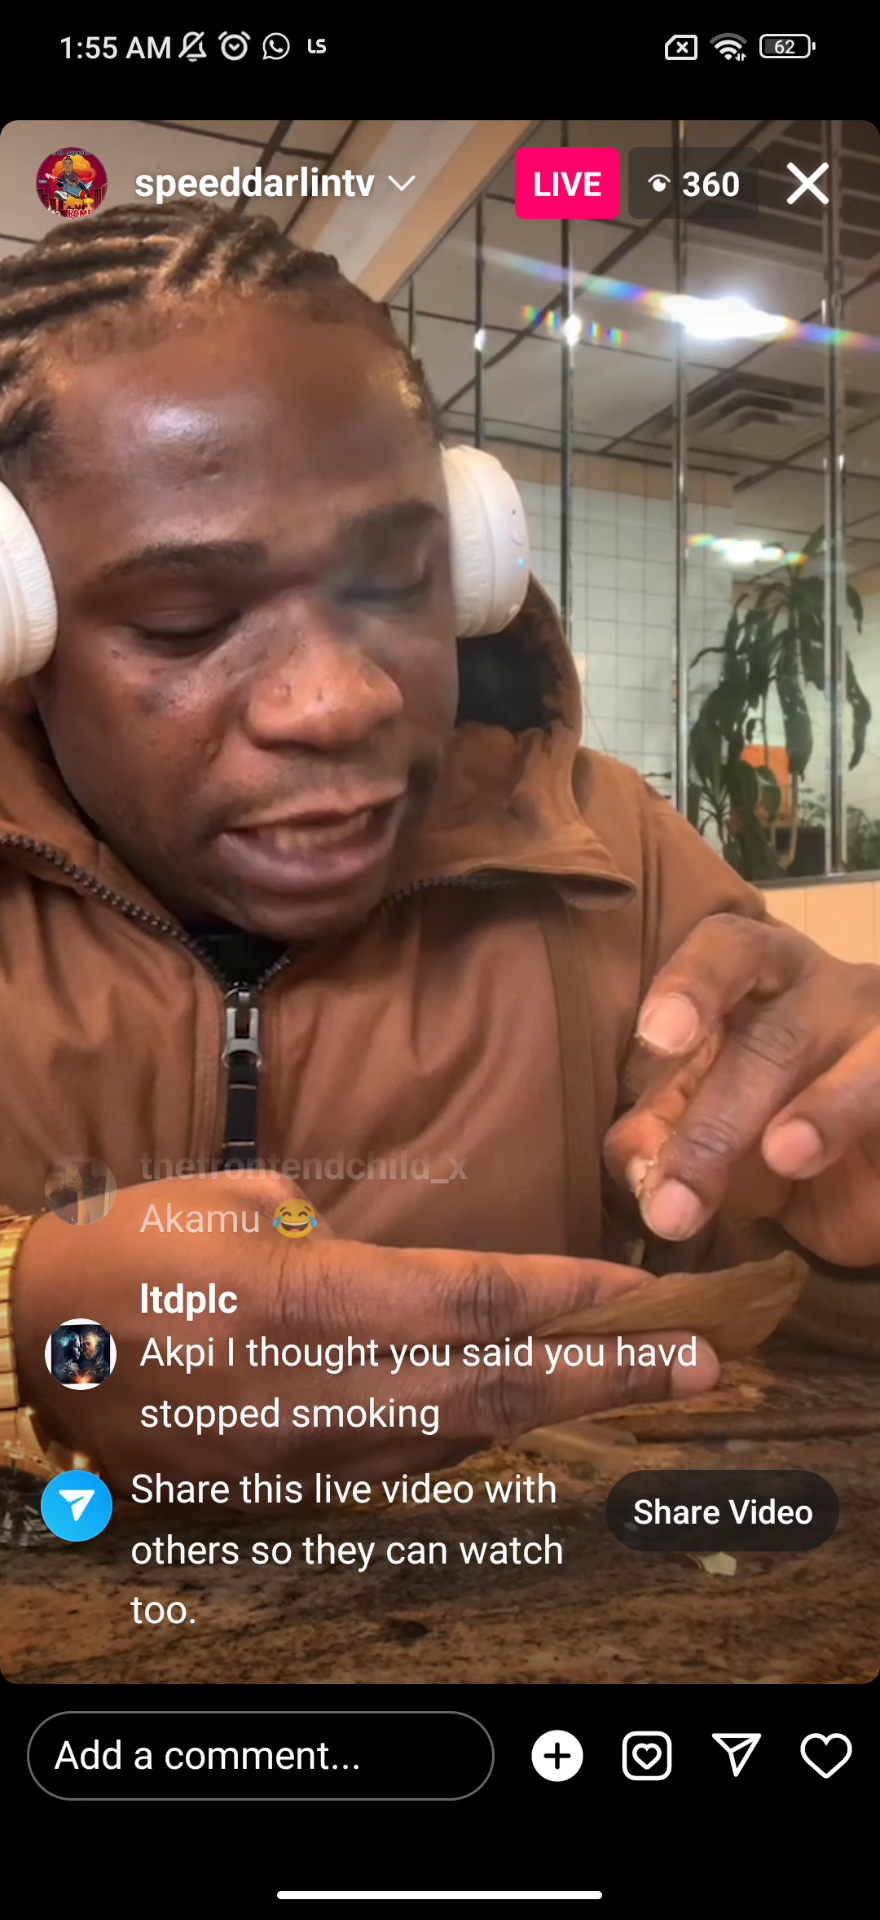 1:55 AM LS 62
speeddarlintv LIVE 360
thefrontendchild_x
Akamu 😂
ltdplc
Akpi I thought you said you havd
stopped smoking
Share this live video with
others so they can watch
too.
Share Video
Add a comment...